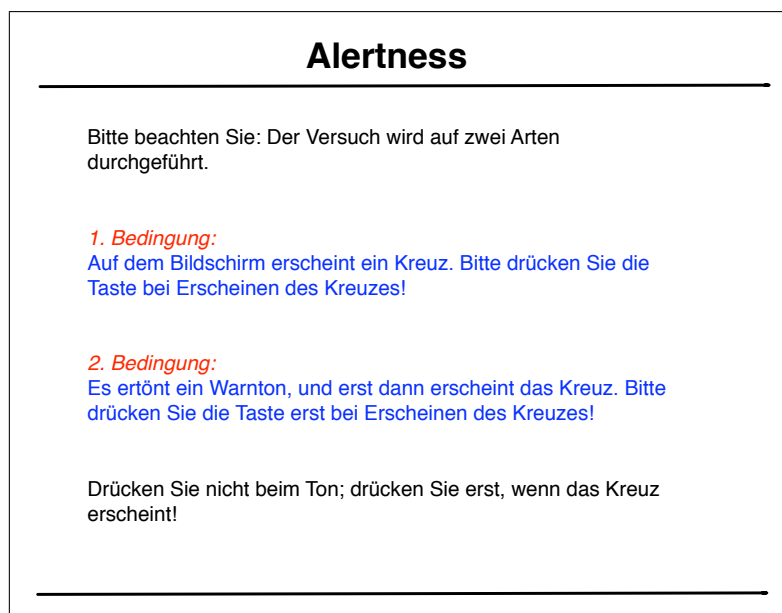 Alertness
Bitte beachten Sie: Der Versuch wird auf zwei Arten
durchgeführt.
1. Bedingung:
Auf dem Bildschirm erscheint ein Kreuz. Bitte drücken Sie die
Taste bei Erscheinen des Kreuzes!
2. Bedingung:
Es ertönt ein Warnton, und erst dann erscheint das Kreuz. Bitte
drücken Sie die Taste erst bei Erscheinen des Kreuzes!
Drücken Sie nicht beim Ton; drücken Sie erst, wenn das Kreuz
erscheint!